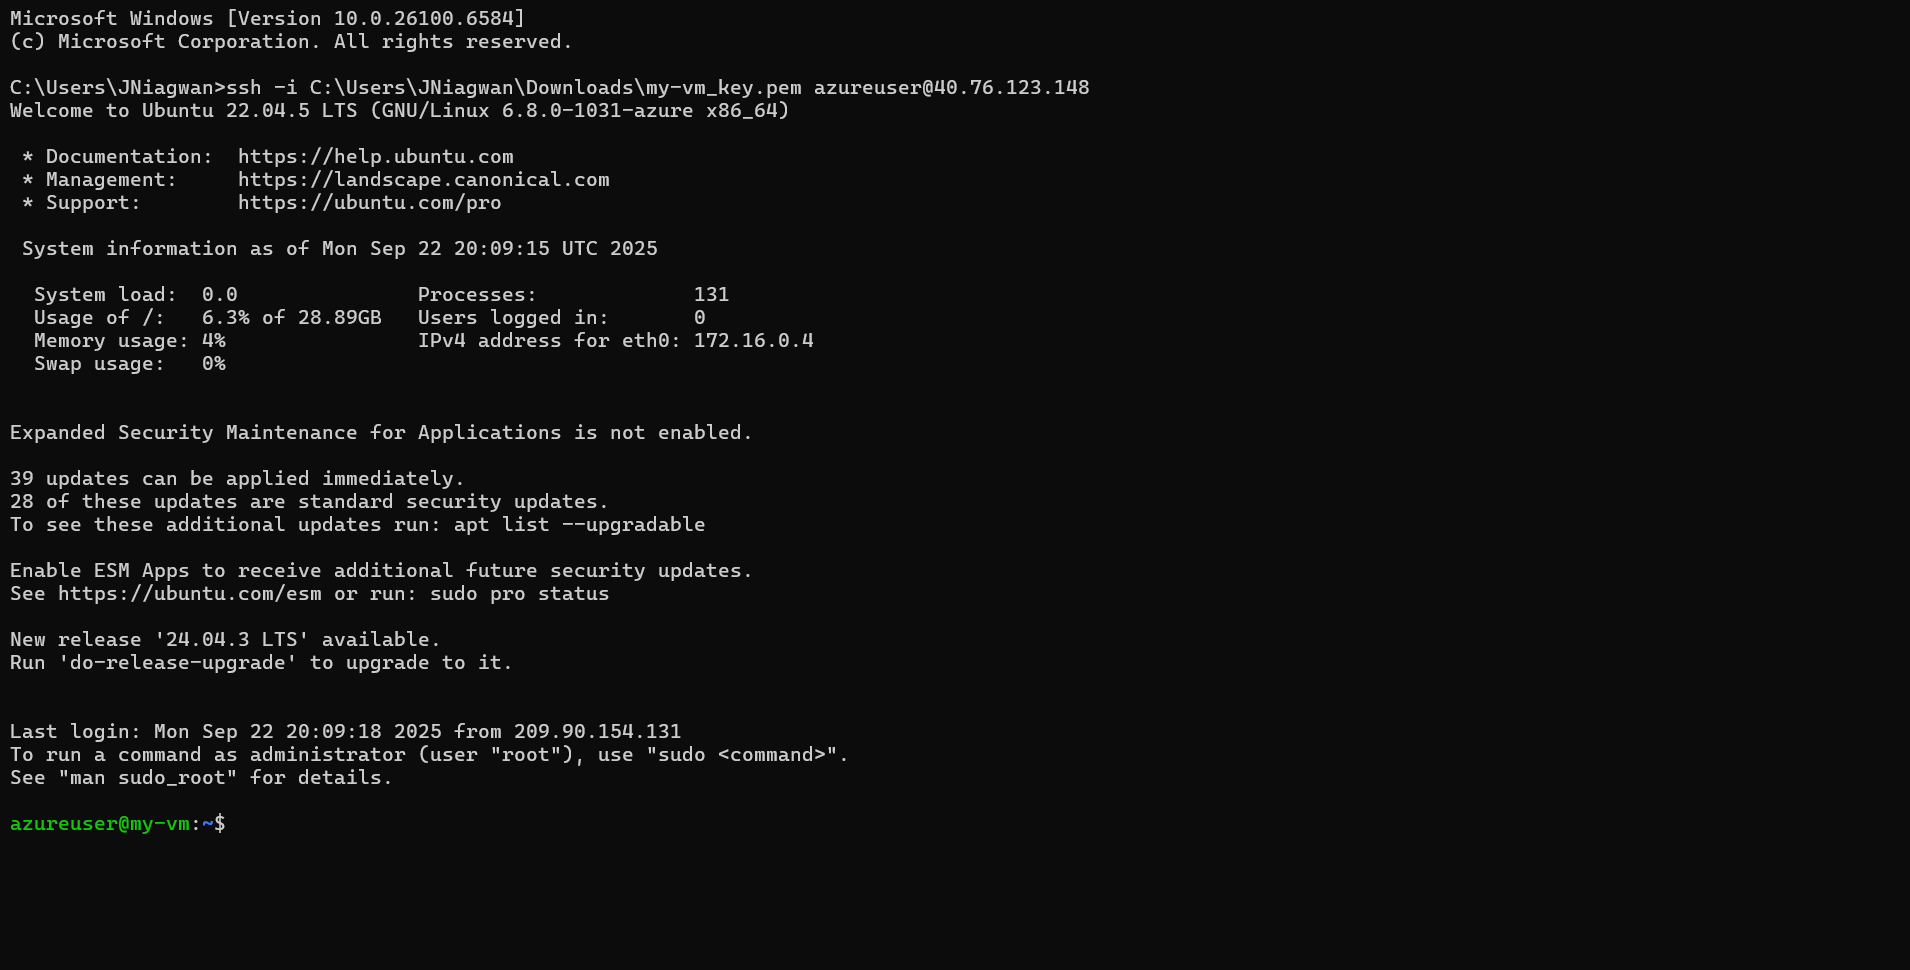 Microsoft Windows [Version 10.0.26100.6584]
(c) Microsoft Corporation. All rights reserved.
C:\Users\JNiagwan>ssh -i C:\Users\JNiagwan\Downloads\my-vm_key.pem azureuser@40.76.123.148
Welcome to Ubuntu 22.04.5 LTS (GNU/Linux 6.8.0-1031-azure x86_64)
* Documentation:  https://help.ubuntu.com
* Management:     https://landscape.canonical.com
* Support:        https://ubuntu.com/pro
System information as of Mon Sep 22 20:09:15 UTC 2025
System load:  0.0               Processes:             131
Usage of /:   6.3% of 28.89GB   Users logged in:       0
Memory usage: 4%                IPv4 address for eth0: 172.16.0.4
Swap usage:   0%
Expanded Security Maintenance for Applications is not enabled.
39 updates can be applied immediately.
28 of these updates are standard security updates.
To see these additional updates run: apt list --upgradable
Enable ESM Apps to receive additional future security updates.
See https://ubuntu.com/esm or run: sudo pro status
New release '24.04.3 LTS' available.
Run 'do-release-upgrade' to upgrade to it.
Last login: Mon Sep 22 20:09:18 2025 from 209.90.154.131
To run a command as administrator (user "root"), use "sudo <command>".
See "man sudo_root" for details.
azureuser@my-vm:~$